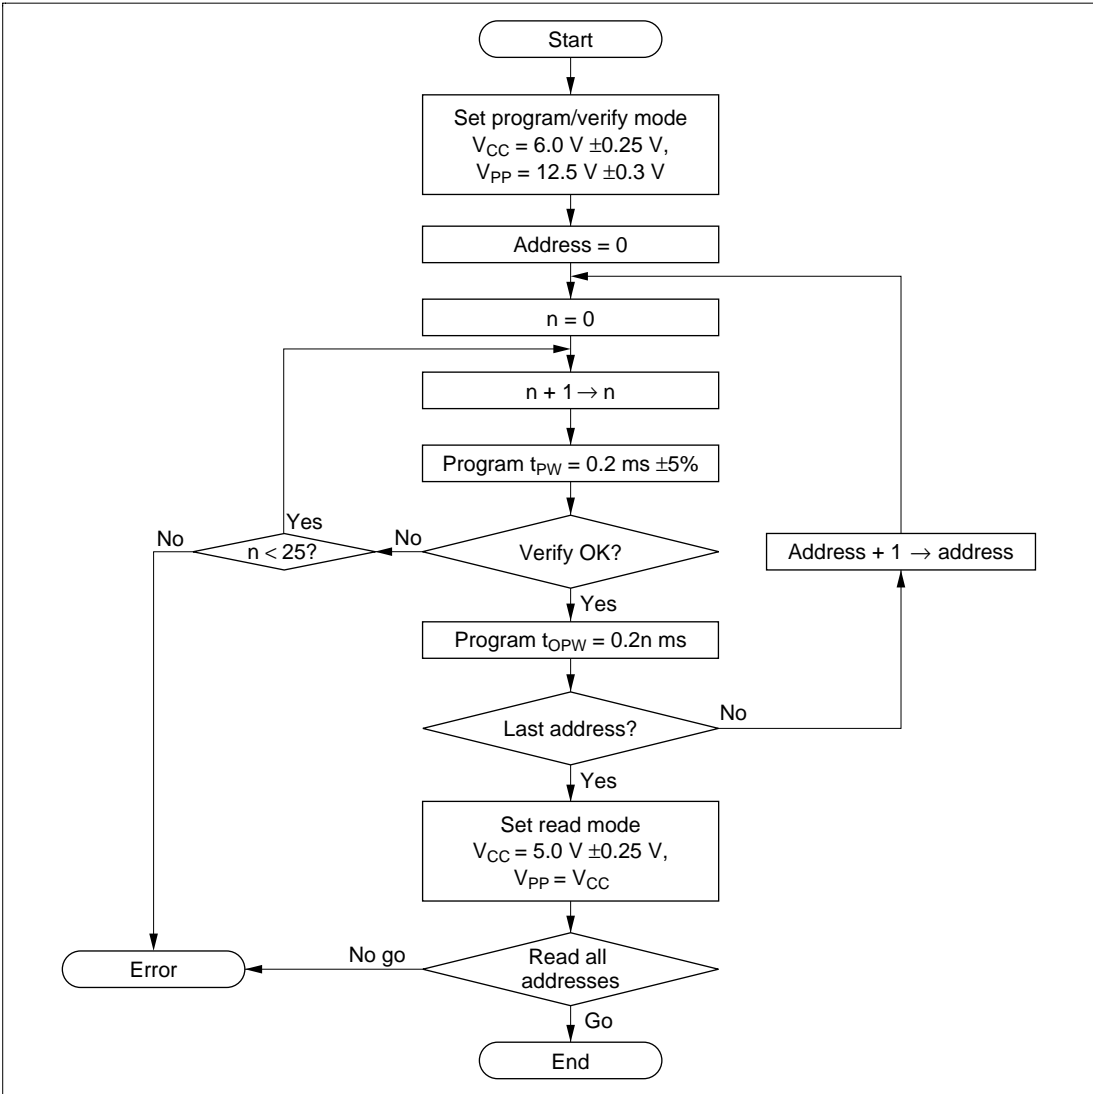 Start
Set program/verify mode
VCC = 6.0 V ±0.25 V,
VPP = 12.5 V ±0.3 V
Address = 0
n = 0
n + 1 → n
Program tPW = 0.2 ms ±5%
No
Yes
n < 25?
No
Verify OK?
Address + 1 → address
Yes
Program tOPW = 0.2n ms
Last address?
No
Yes
Set read mode
VCC = 5.0 V ±0.25 V,
VPP = VCC
Error
No go
Read all
addresses
Go
End